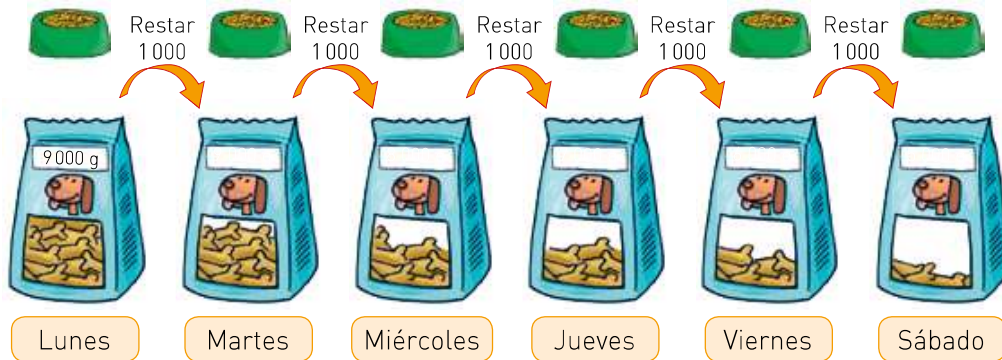 Restar
1 000
Restar
1 000
Restar
1 000
Restar
1 000
Restar
1 000
9 000 g
Lunes
Martes
Miércoles
Jueves
Viernes
Sábado